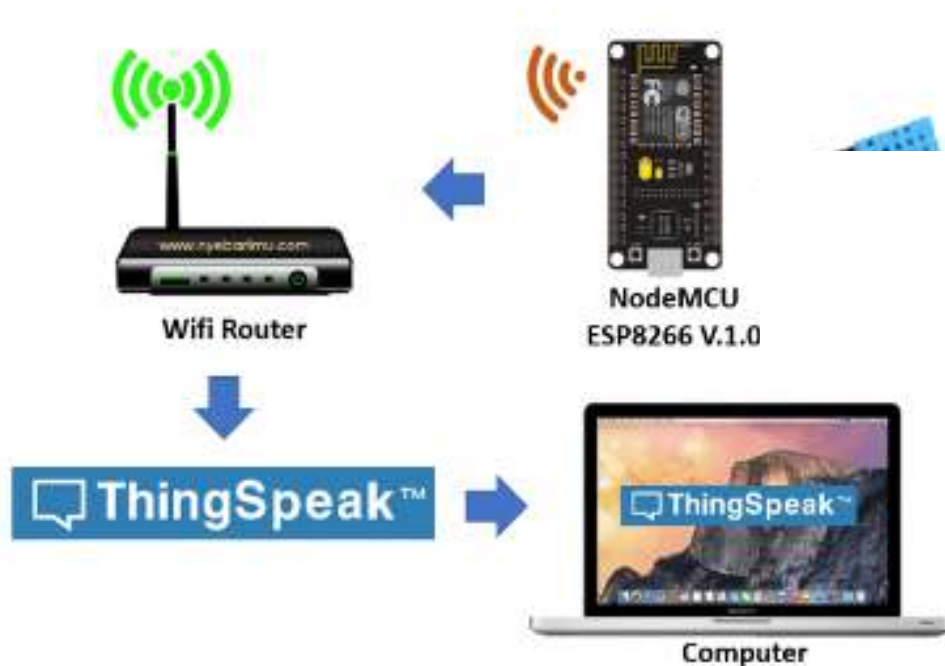 www.nyebarilmu.com
Wifi Router
NodeMCU
ESP8266 V.1.0
ThingSpeak™
ThingSpeak™
Computer